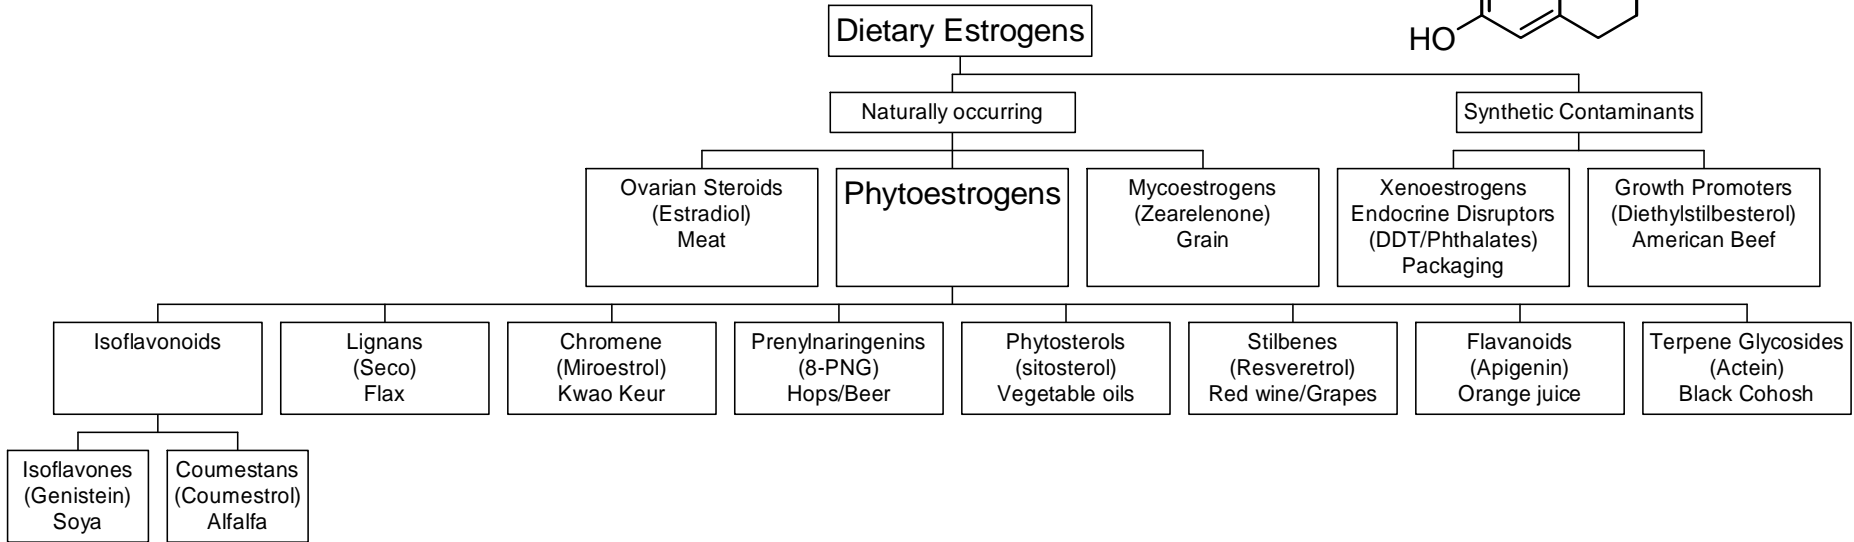 Dietary Estrogens
HO
Naturally occurring
Synthetic Contaminants
Ovarian Steroids
(Estradiol)
Meat
Phytoestrogens
Mycoestrogens
(Zearelenone)
Grain
Xenoestrogens
Endocrine Disruptors
(DDT/Phthalates)
Packaging
Growth Promoters
(Diethylstilbesterol)
American Beef
Isoflavonoids
Lignans
(Seco)
Flax
Chromene
(Miroestrol)
Kwao Keur
Prenylnaringenins
(8-PNG)
Hops/Beer
Phytosterols
(sitosterol)
Vegetable oils
Stilbenes
(Resveretrol)
Red wine/Grapes
Flavanoids
(Apigenin)
Orange juice
Terpene Glycosides
(Actein)
Black Cohosh
Isoflavones
(Genistein)
Soya
Coumestans
(Coumestrol)
Alfalfa